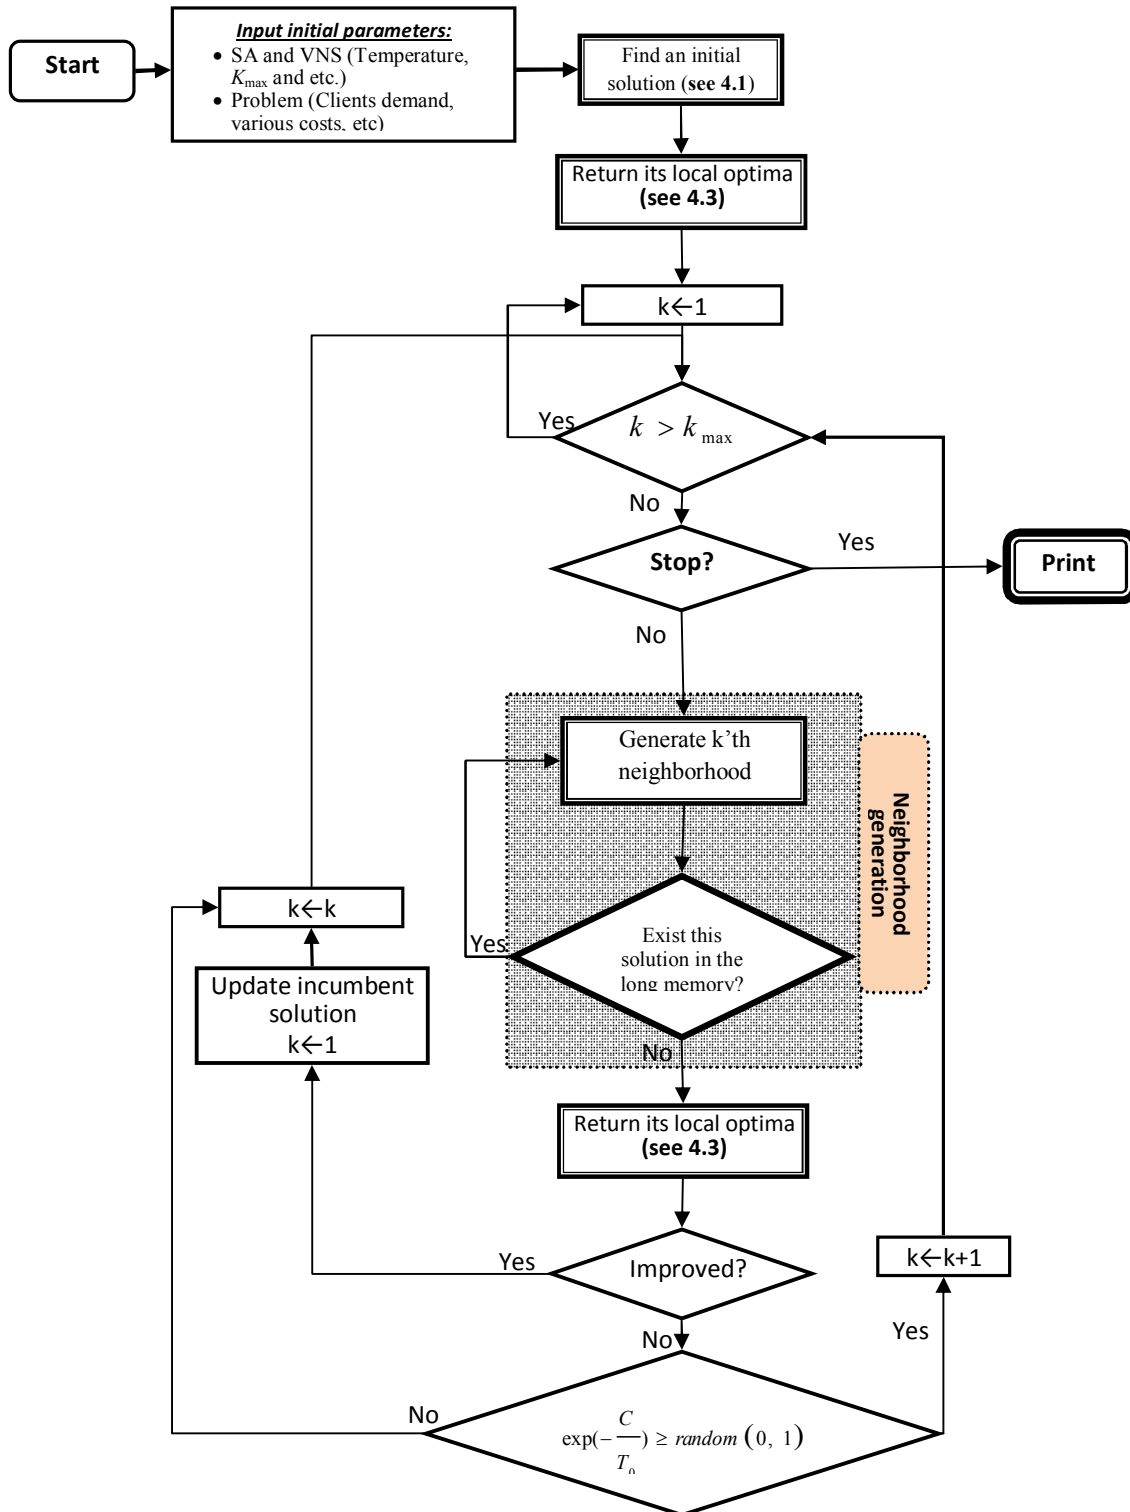 Start
Input initial parameters:
• SA and VNS (Temperature,
Kmax and etc.)
• Problem (Clients demand,
various costs, etc)
Find an initial
solution (see 4.1)
Return its local optima
(see 4.3)
k←1
Yes
k > k max
No
Stop?
Yes
Print
No
Generate k'th
neighborhood
Neighborhood
generation
k←k
Yes
Exist this
solution in the
long memory?
Update incumbent
solution
k←1
No
Return its local optima
(see 4.3)
Yes
Improved?
k←k+1
No
Yes
No
exp(− C / T0) ≥ random (0, 1)